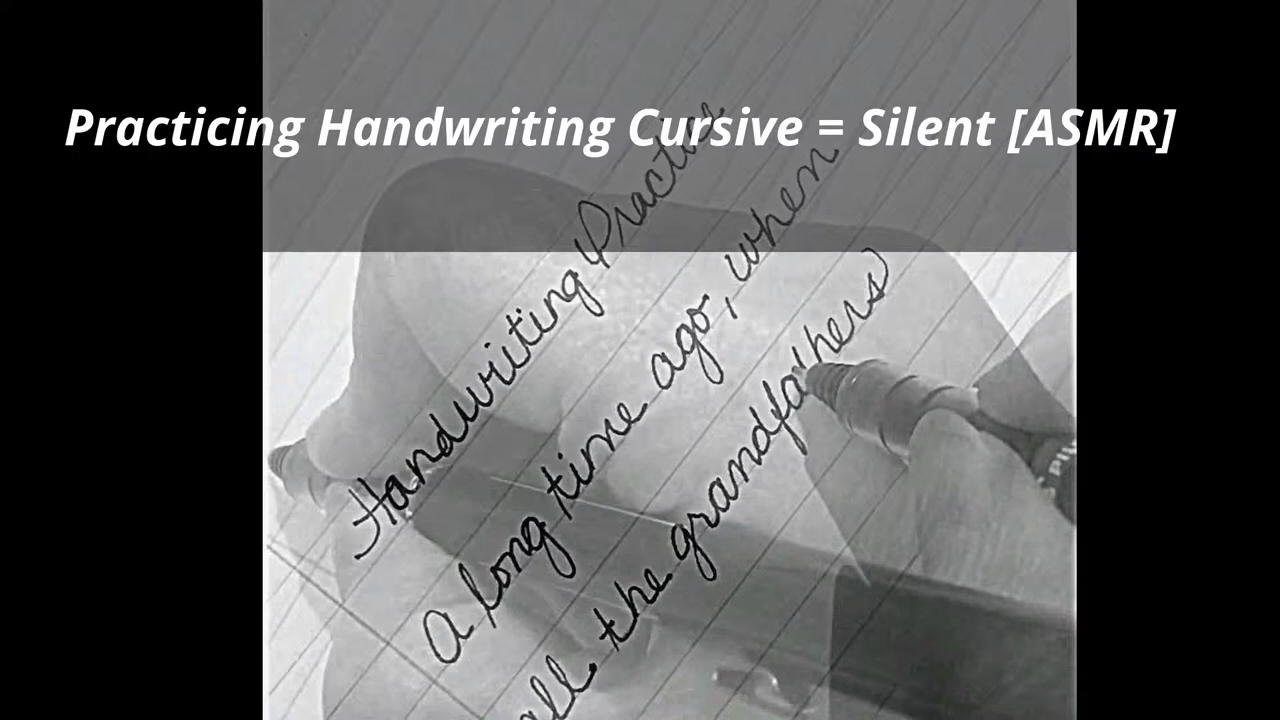 Practicing Handwriting Cursive = Silent [ASMR]
Handwriting Practice
A long time ago, when
all the grandfathers